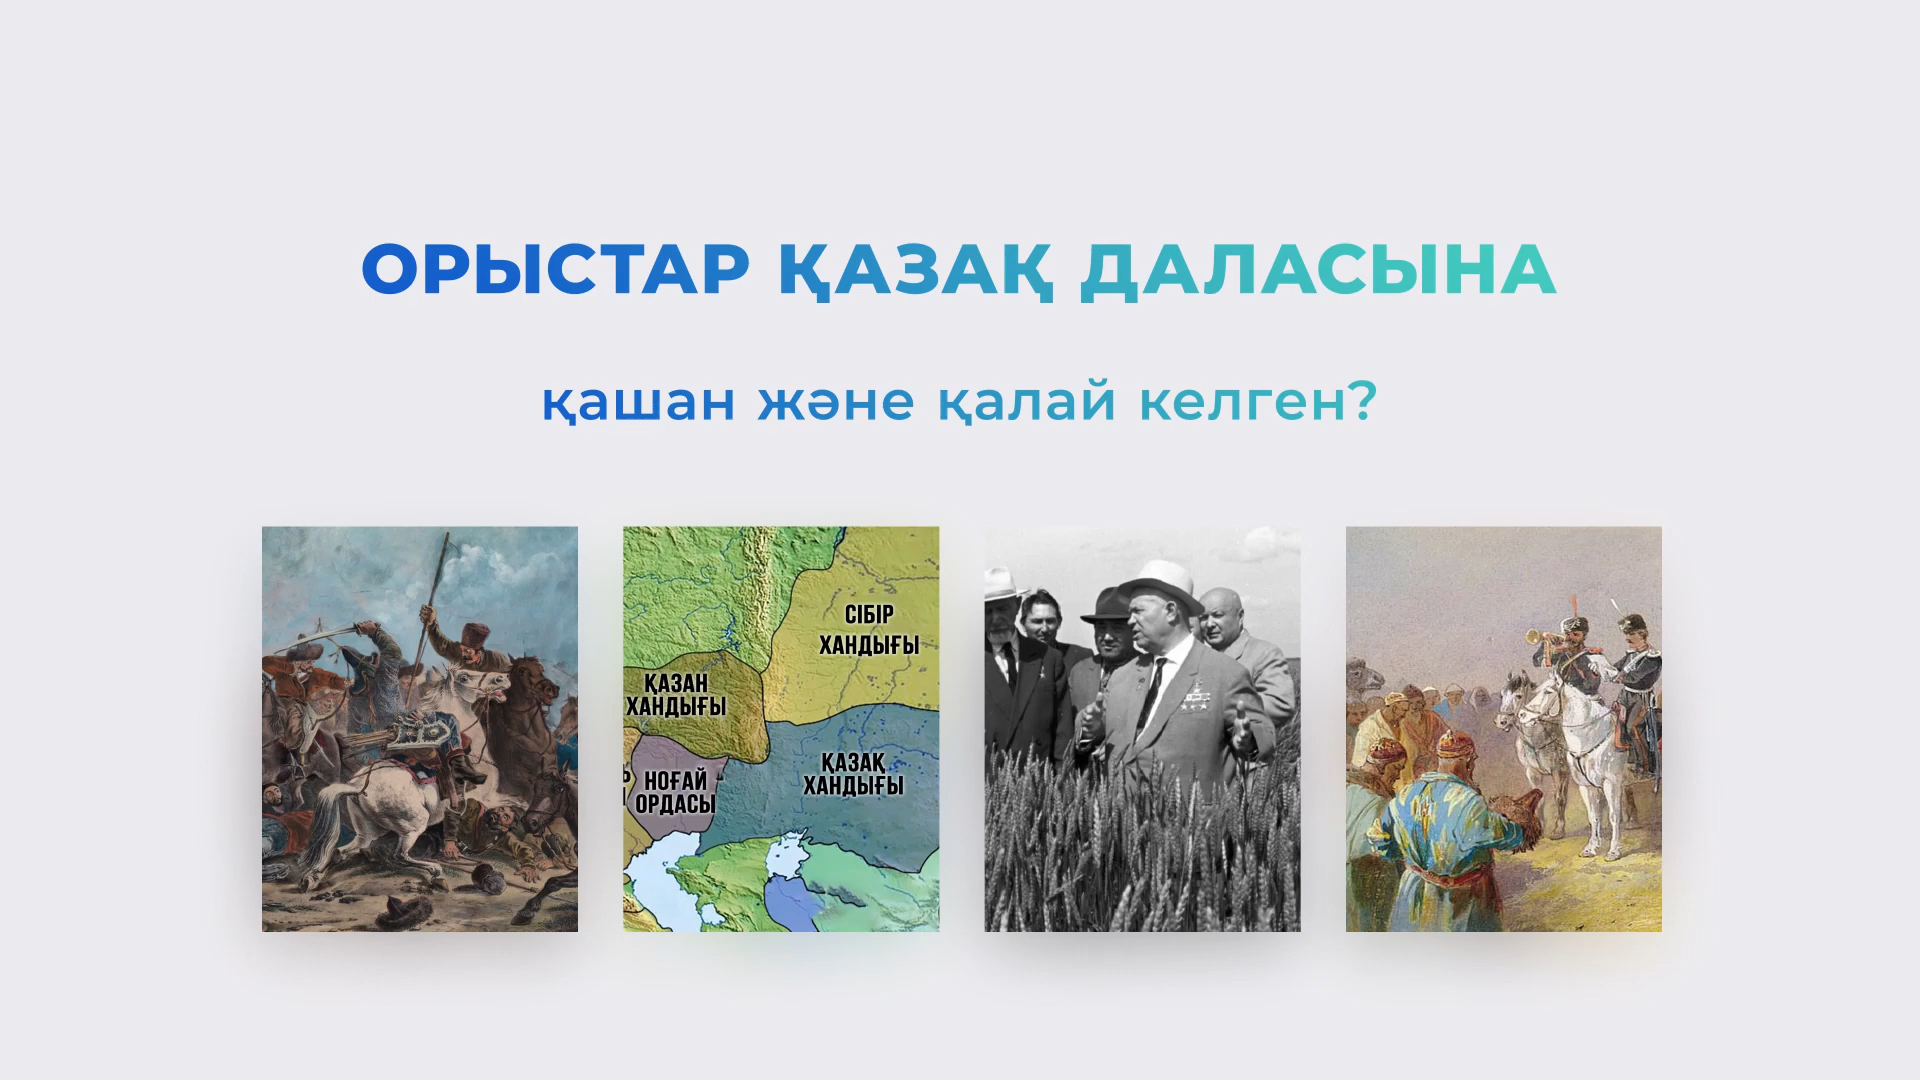 ОРЫСТАР ҚАЗАҚ ДАЛАСЫНА
қашан және қалай келген?
СІБІР
ХАНДЫҒЫ
ҚАЗАН
ХАНДЫҒЫ
НОҒАЙ
ОРДАСЫ
ҚАЗАҚ
ХАНДЫҒЫ